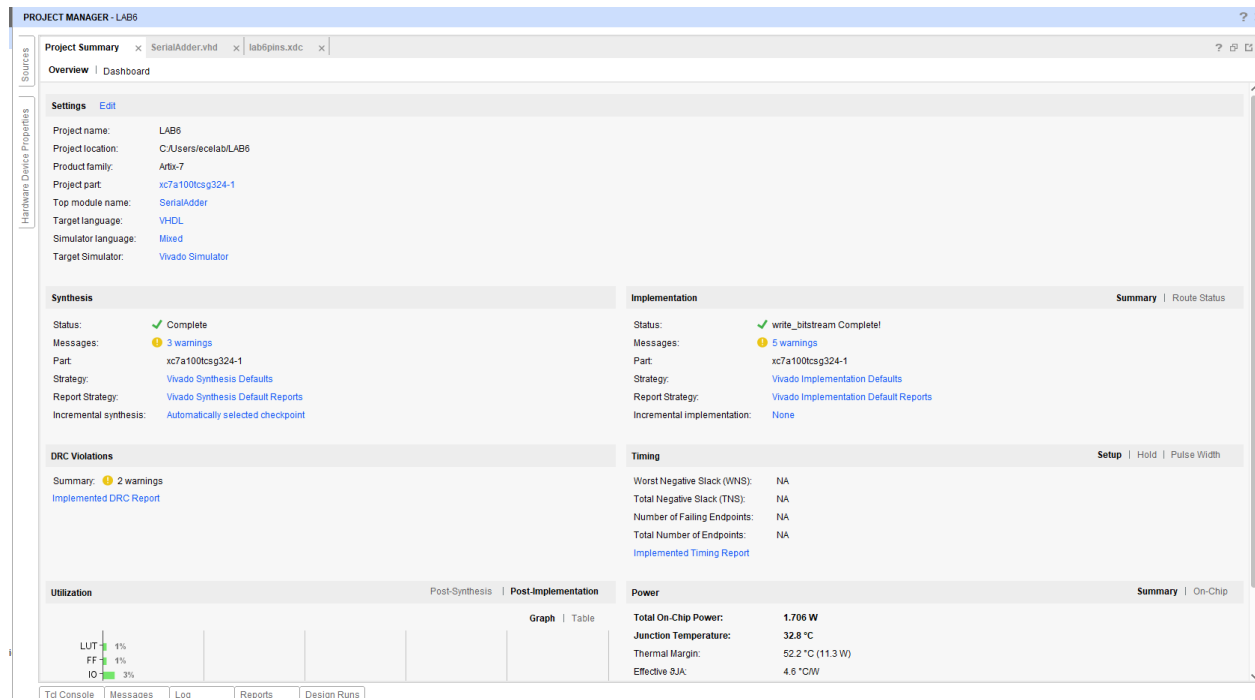 PROJECT MANAGER - LAB6 ?
Sources
Hardware Device Properties
Project Summary x SerialAdder.vhd x lab6pins.xdc x ?
Overview | Dashboard
Settings Edit
Project name: LAB6
Project location: C:/Users/ecelab/LAB6
Product family: Artix-7
Project part: xc7a100tcsg324-1
Top module name: SerialAdder
Target language: VHDL
Simulator language: Mixed
Target Simulator: Vivado Simulator
Synthesis
Status: Complete
Messages: 3 warnings
Part: xc7a100tcsg324-1
Strategy: Vivado Synthesis Defaults
Report Strategy: Vivado Synthesis Default Reports
Incremental synthesis: Automatically selected checkpoint
Implementation Summary | Route Status
Status: write_bitstream Complete!
Messages: 5 warnings
Part: xc7a100tcsg324-1
Strategy: Vivado Implementation Defaults
Report Strategy: Vivado Implementation Default Reports
Incremental implementation: None
DRC Violations
Summary: 2 warnings
Implemented DRC Report
Timing Setup | Hold | Pulse Width
Worst Negative Slack (WNS): NA
Total Negative Slack (TNS): NA
Number of Failing Endpoints: NA
Total Number of Endpoints: NA
Implemented Timing Report
Utilization Post-Synthesis | Post-Implementation
Graph | Table
LUT 1%
FF 1%
IO 3%
Power Summary | On-Chip
Total On-Chip Power: 1.706 W
Junction Temperature: 32.8 °C
Thermal Margin: 52.2 °C (11.3 W)
Effective ϑJA: 4.6 °C/W
Tcl Console Messages Log Reports Design Runs